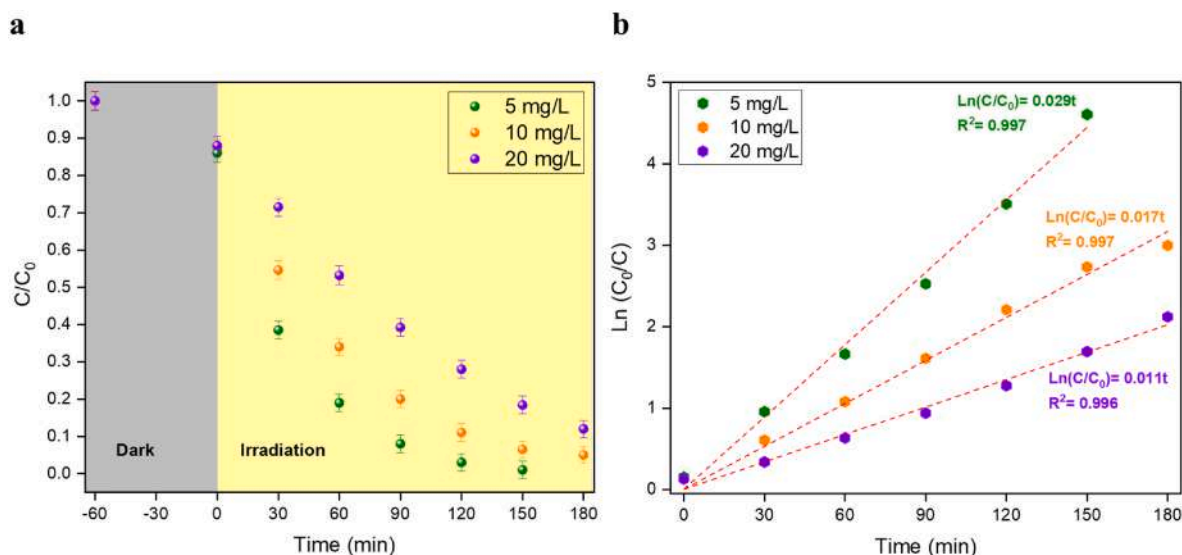 a
1.0
0.9
0.8
0.7
0.6
0.5
0.4
0.3
0.2
0.1
0.0
C/C₀
5 mg/L
10 mg/L
20 mg/L
Dark
Irradiation
-60 -30 0 30 60 90 120 150 180
Time (min)
b
5
4
3
2
1
0
Ln (C₀/C)
5 mg/L
10 mg/L
20 mg/L
Ln(C/C₀)= 0.029t
R²= 0.997
Ln(C/C₀)= 0.017t
R²= 0.997
Ln(C/C₀)= 0.011t
R²= 0.996
0 30 60 90 120 150 180
Time (min)